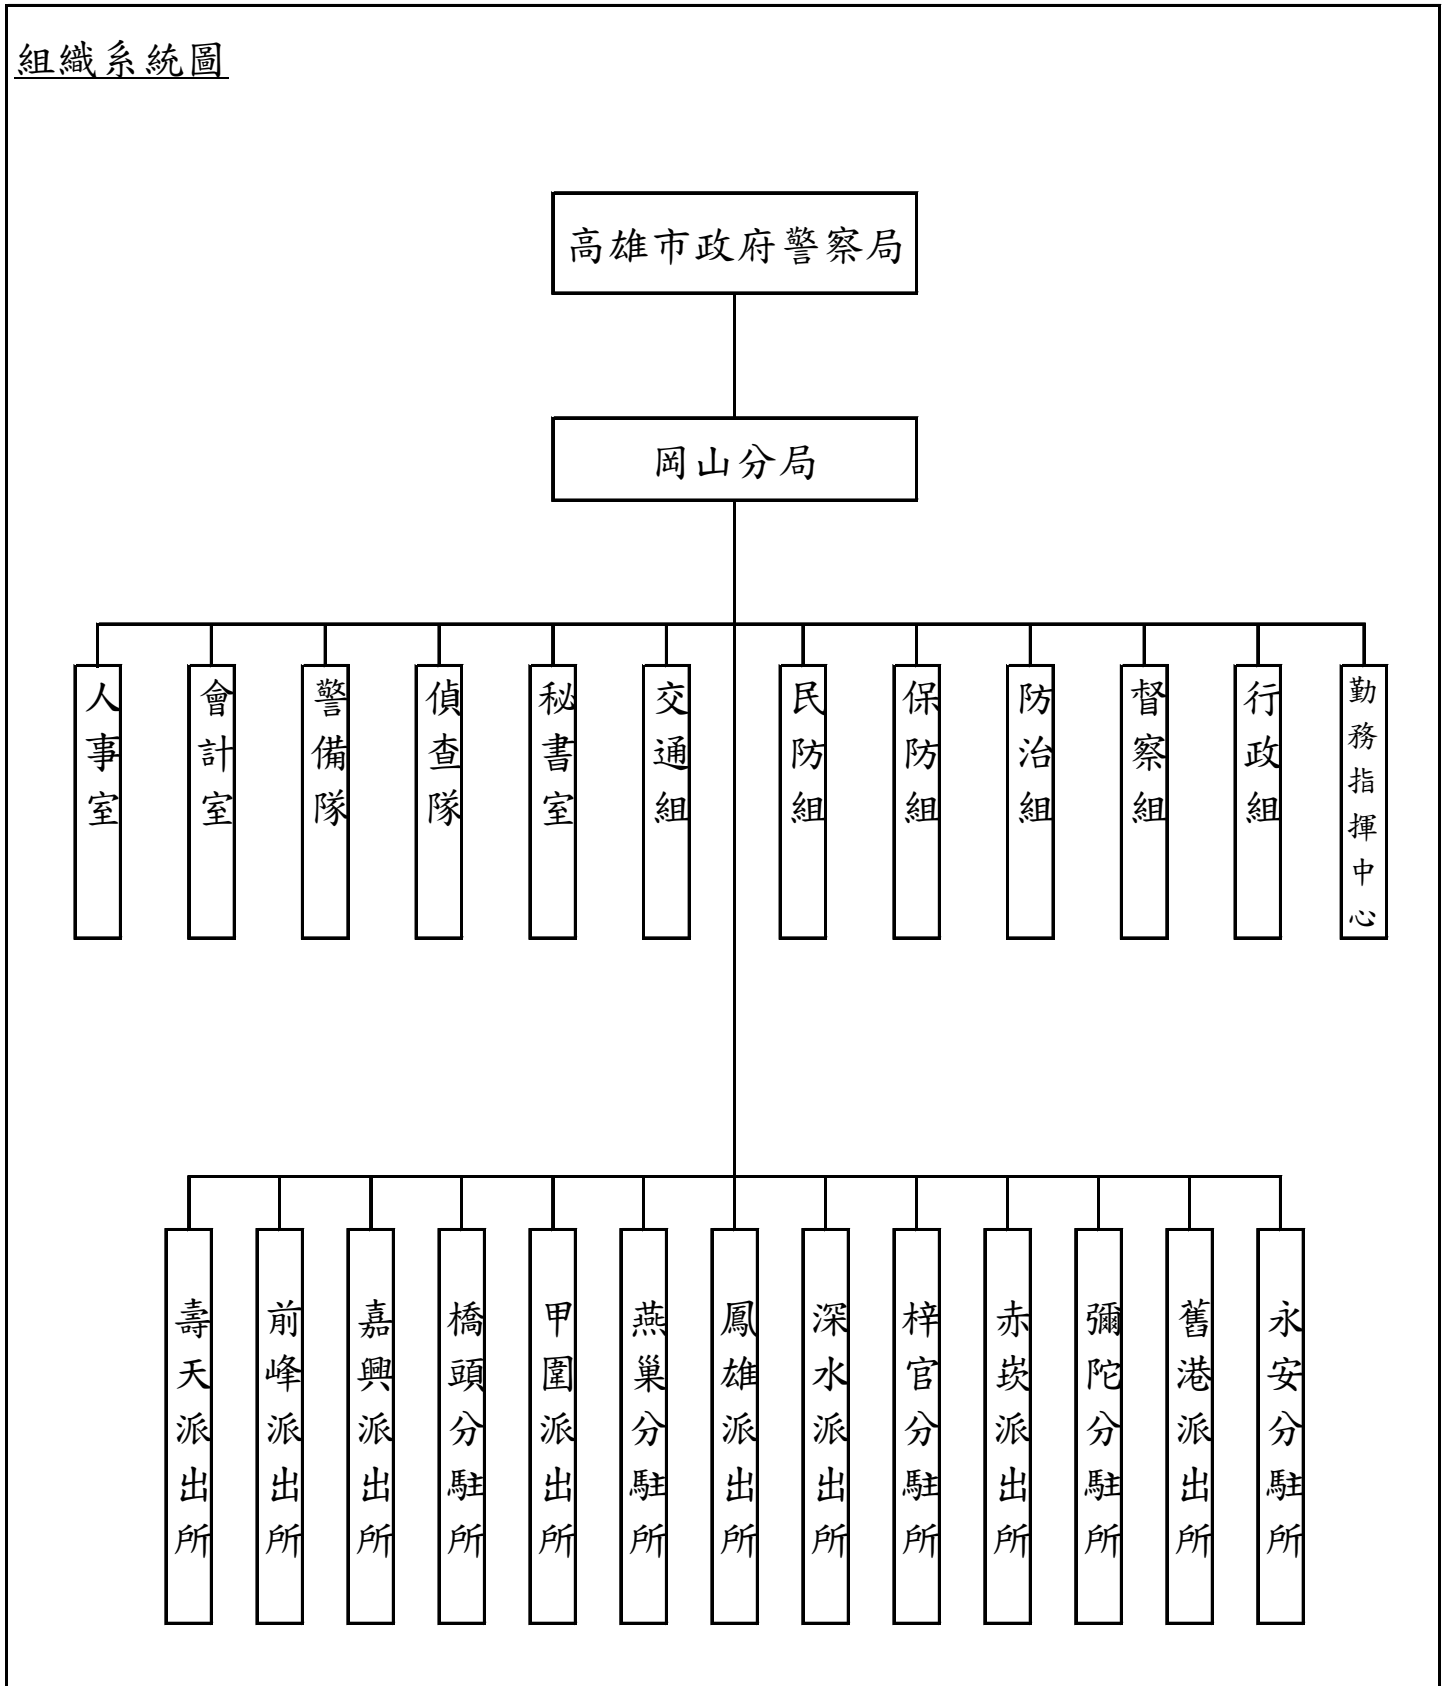 組織系統圖
高雄市政府警察局
岡山分局
人事室
會計室
警備隊
偵查隊
秘書室
交通組
民防組
保防組
防治組
督察組
行政組
勤務指揮中心
壽天派出所
前峰派出所
嘉興派出所
橋頭分駐所
甲圍派出所
燕巢分駐所
鳳雄派出所
深水派出所
梓官分駐所
赤崁派出所
彌陀分駐所
舊港派出所
永安分駐所